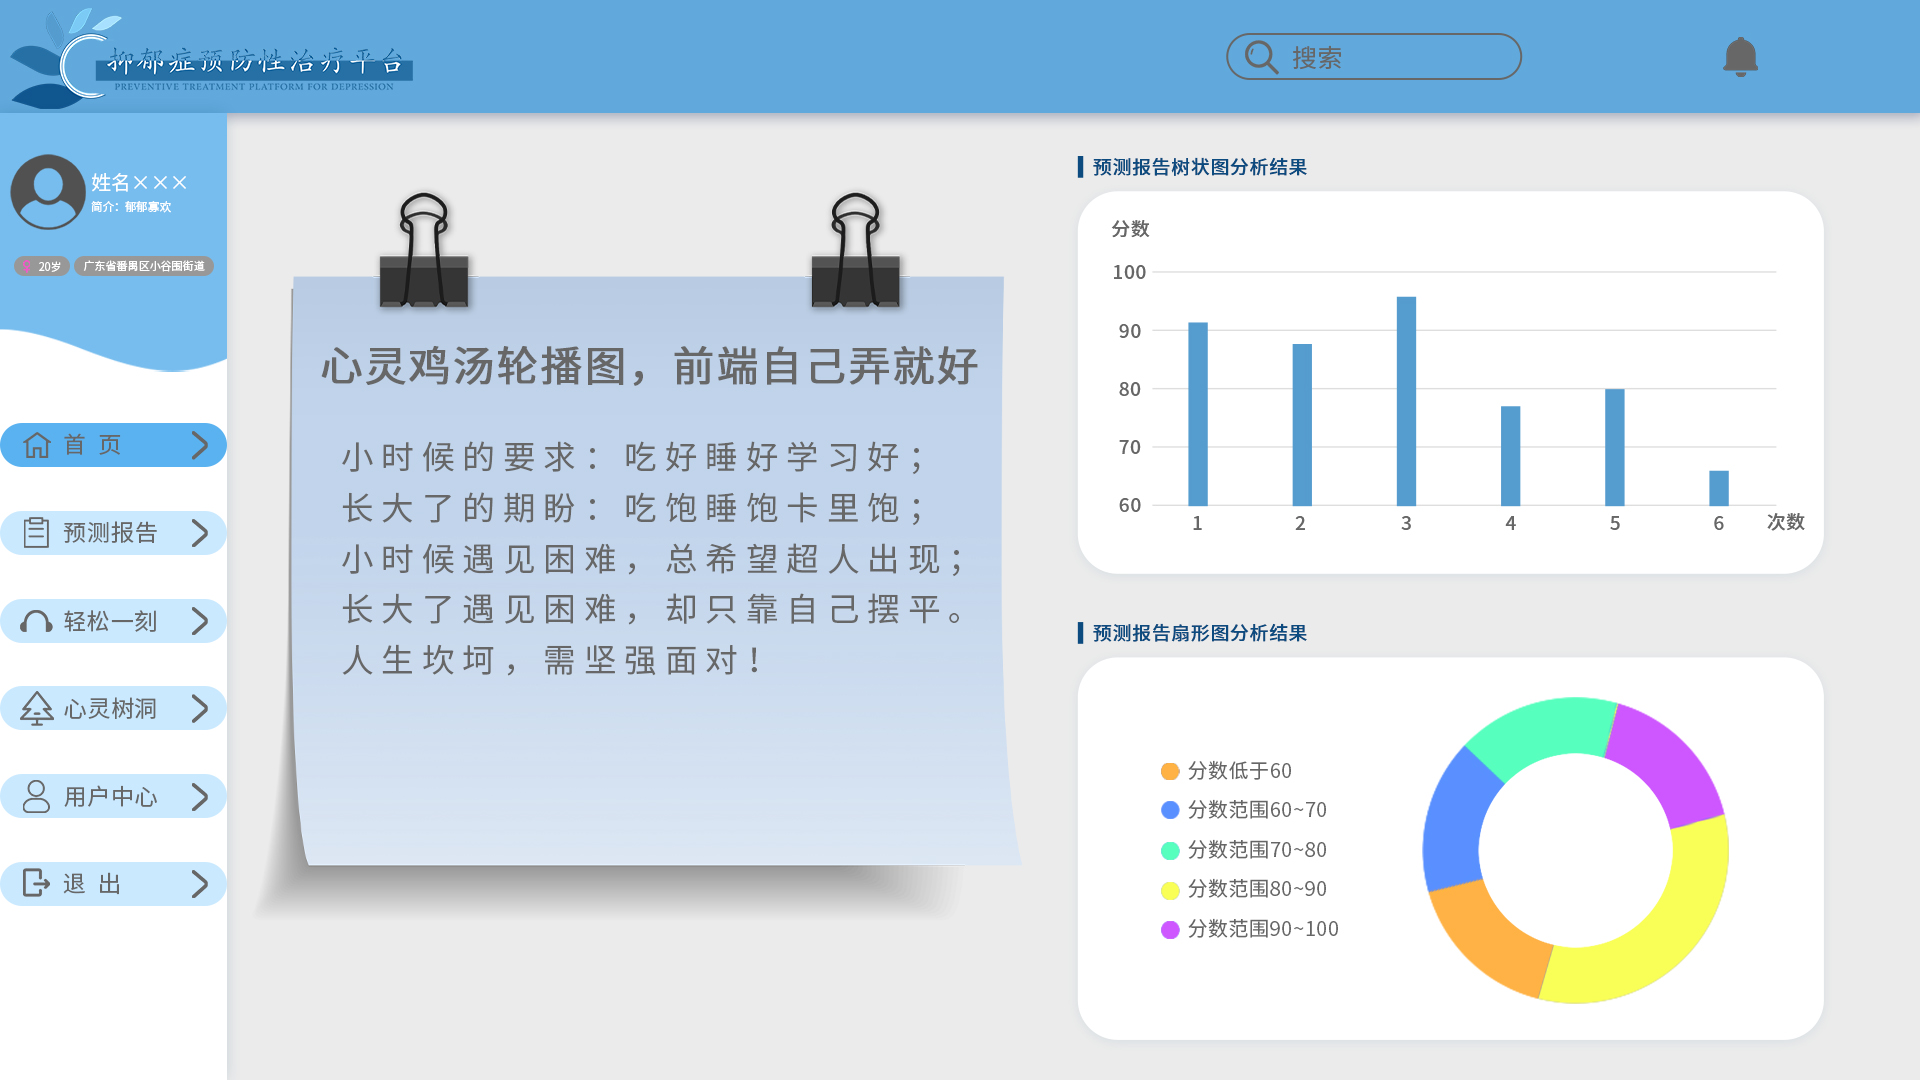 抑郁症预防性治疗平台
PREVENTIVE TREATMENT PLATFORM FOR DEPRESSION
搜索
姓名×××
简介：郁郁寡欢
20岁 广东省番禺区小谷围街道
首 页
预测报告
轻松一刻
心灵树洞
用户中心
退 出
心灵鸡汤轮播图，前端自己弄就好
小时候的要求：吃好睡好学习好；
长大了的期盼：吃饱睡饱卡里饱；
小时候遇见困难，总希望超人出现；
长大了遇见困难，却只靠自己摆平。
人生坎坷，需坚强面对！
预测报告树状图分析结果
分数
100
90
80
70
60
1 2 3 4 5 6 次数
预测报告扇形图分析结果
分数低于60
分数范围60~70
分数范围70~80
分数范围80~90
分数范围90~100